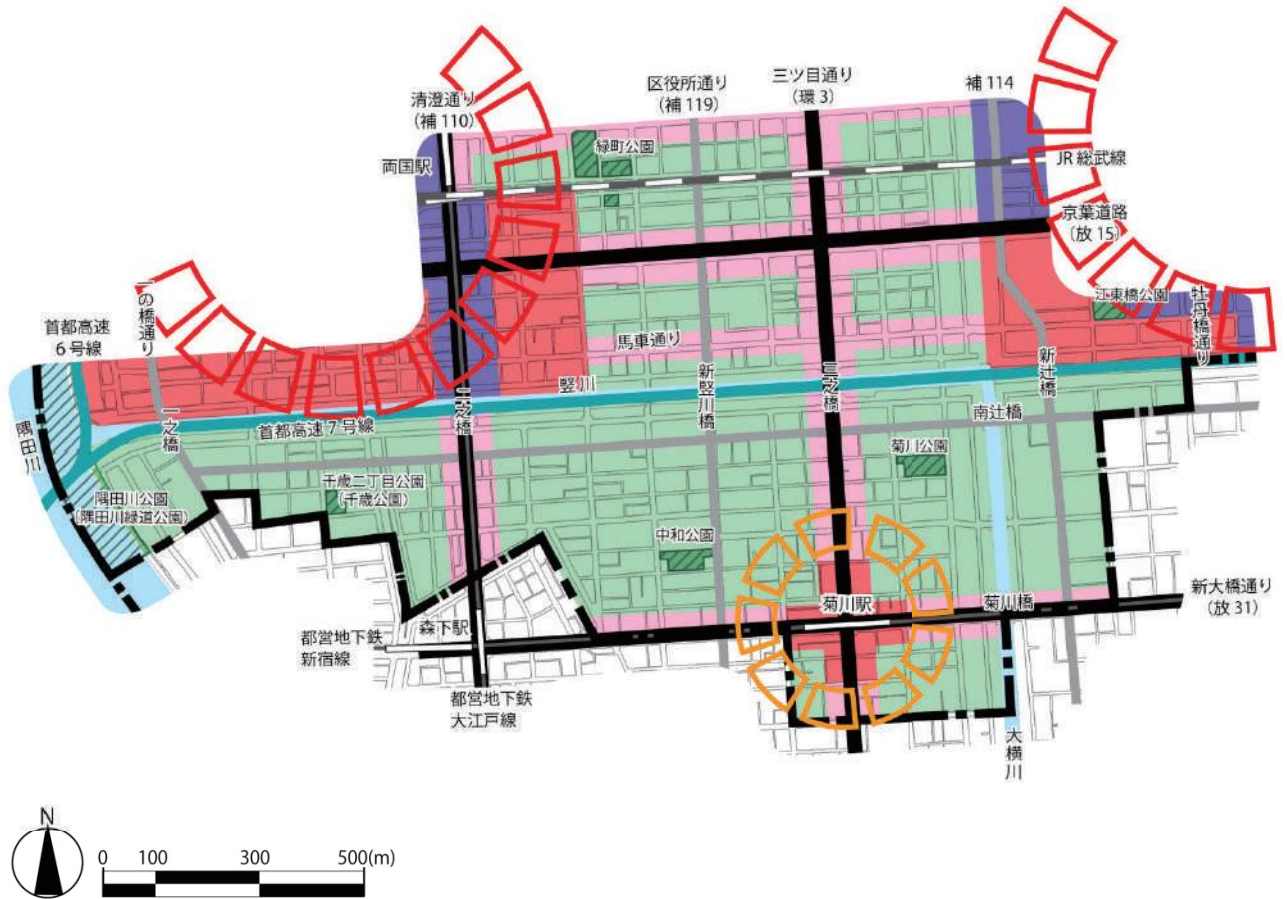 清澄通り
(補 110)
区役所通り
(補 119)
三ツ目通り
(環 3)
補 114
両国駅
緑町公園
JR 総武線
京葉道路
(放 15)
一の橋通り
首都高速
6 号線
江東橋公園
牡丹橋通り
馬車通り
竪川
新竪川橋
三之橋
新辻橋
隅田川
一之橋
首都高速 7 号線
二之橋
南辻橋
菊川公園
隅田川公園
(隅田川緑道公園)
千歳二丁目公園
(千歳公園)
中和公園
菊川駅
菊川橋
新大橋通り
(放 31)
森下駅
都営地下鉄
新宿線
都営地下鉄
大江戸線
大横川
N
0 100 300 500(m)